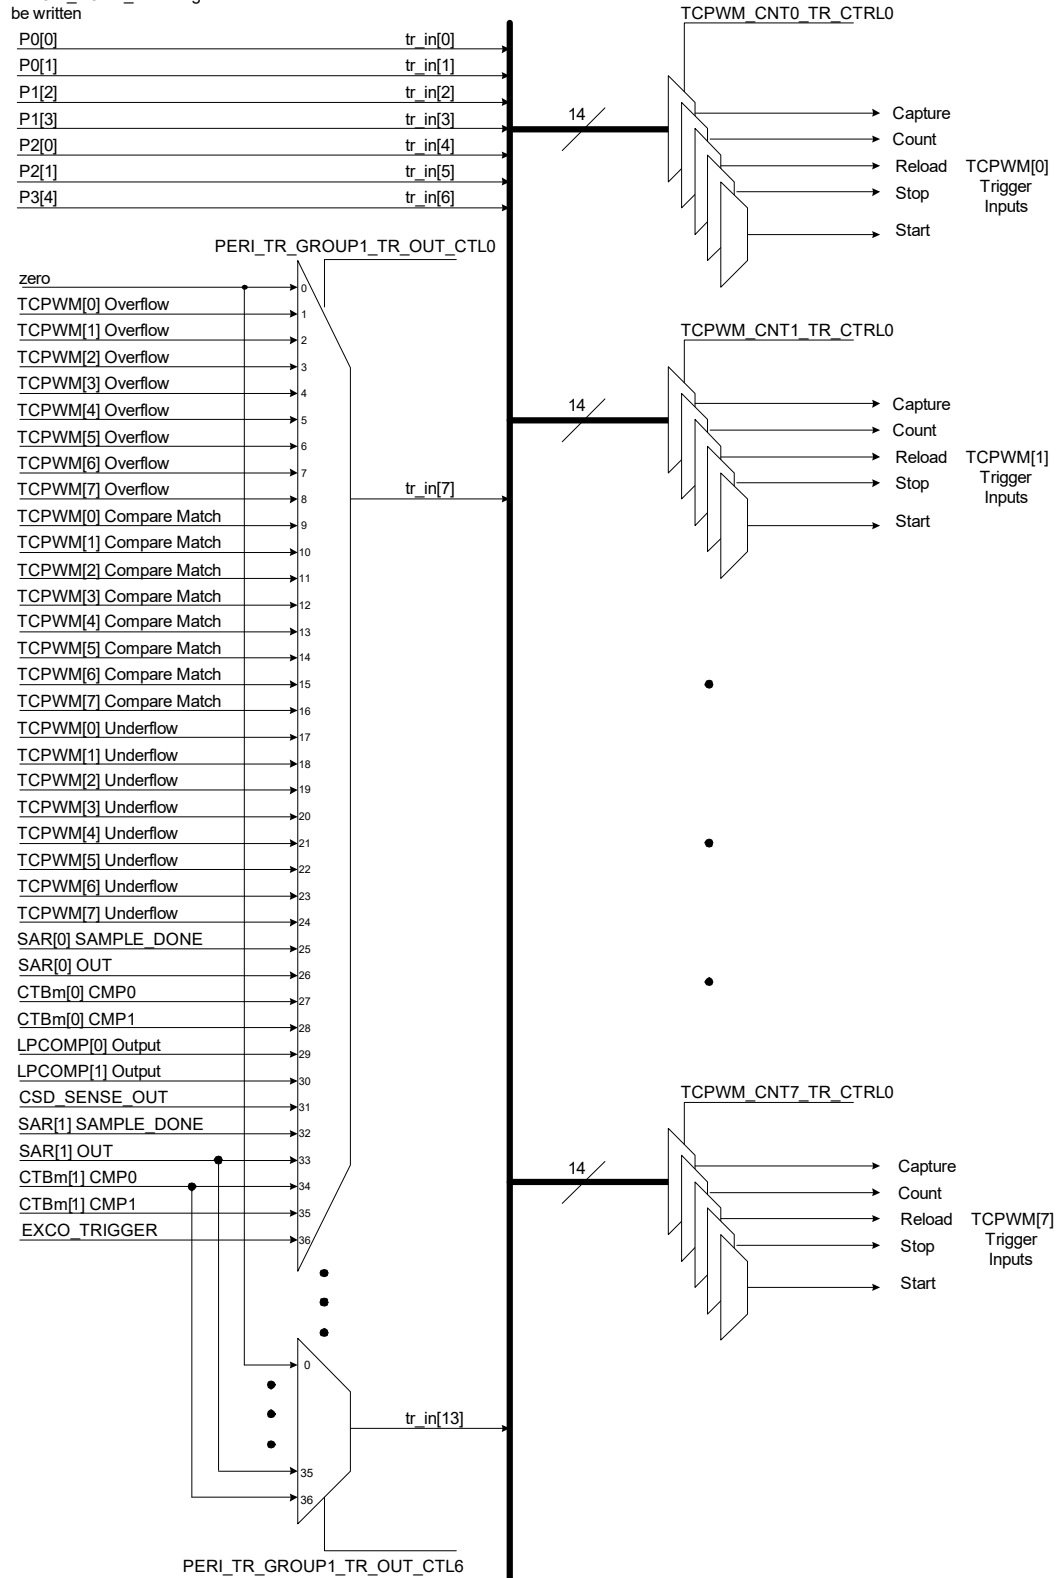 be written
TCPWM_CNT0_TR_CTRL0
P0[0] tr_in[0]
P0[1] tr_in[1]
P1[2] tr_in[2]
P1[3] tr_in[3]
P2[0] tr_in[4]
P2[1] tr_in[5]
P3[4] tr_in[6]
14
Capture
Count
Reload
Stop
Start
TCPWM[0]
Trigger
Inputs
PERI_TR_GROUP1_TR_OUT_CTL0
zero 0
TCPWM[0] Overflow 1
TCPWM[1] Overflow 2
TCPWM[2] Overflow 3
TCPWM[3] Overflow 4
TCPWM[4] Overflow 5
TCPWM[5] Overflow 6
TCPWM[6] Overflow 7
TCPWM[7] Overflow 8
TCPWM[0] Compare Match 9
TCPWM[1] Compare Match 10
TCPWM[2] Compare Match 11
TCPWM[3] Compare Match 12
TCPWM[4] Compare Match 13
TCPWM[5] Compare Match 14
TCPWM[6] Compare Match 15
TCPWM[7] Compare Match 16
TCPWM[0] Underflow 17
TCPWM[1] Underflow 18
TCPWM[2] Underflow 19
TCPWM[3] Underflow 20
TCPWM[4] Underflow 21
TCPWM[5] Underflow 22
TCPWM[6] Underflow 23
TCPWM[7] Underflow 24
SAR[0] SAMPLE_DONE 25
SAR[0] OUT 26
CTBm[0] CMP0 27
CTBm[0] CMP1 28
LPCOMP[0] Output 29
LPCOMP[1] Output 30
CSD_SENSE_OUT 31
SAR[1] SAMPLE_DONE 32
SAR[1] OUT 33
CTBm[1] CMP0 34
CTBm[1] CMP1 35
EXCO_TRIGGER 36
tr_in[7]
TCPWM_CNT1_TR_CTRL0
14
Capture
Count
Reload
Stop
Start
TCPWM[1]
Trigger
Inputs
TCPWM_CNT7_TR_CTRL0
14
Capture
Count
Reload
Stop
Start
TCPWM[7]
Trigger
Inputs
0
tr_in[13]
35
36
PERI_TR_GROUP1_TR_OUT_CTL6